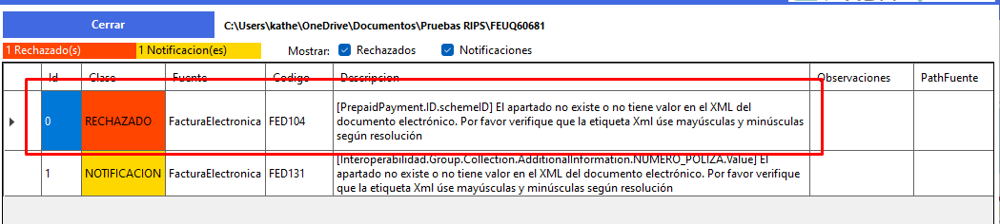 Cerrar
C:\Users\kathe\OneDrive\Documentos\Pruebas RIPS\FEUQ60681
1 Rechazado(s)
1 Notificacion(es)
Mostrar:
Rechazados
Notificaciones
Id
Clase
Fuente
Codigo
Descripcion
Observaciones
PathFuente
0
RECHAZADO
FacturaElectronica
FED104
[PrepaidPayment.ID.schemeID] El apartado no existe o no tiene valor en el XML del
documento electrónico. Por favor verifique que la etiqueta Xml úse mayúsculas y minúsculas
según resolución
1
NOTIFICACION
FacturaElectronica
FED131
[Interoperabilidad.Group.Collection.AdditionalInformation.NUMERO_POLIZA.Value] El
apartado no existe o no tiene valor en el XML del documento electrónico. Por favor verifique
que la etiqueta Xml úse mayúsculas y minúsculas según resolución